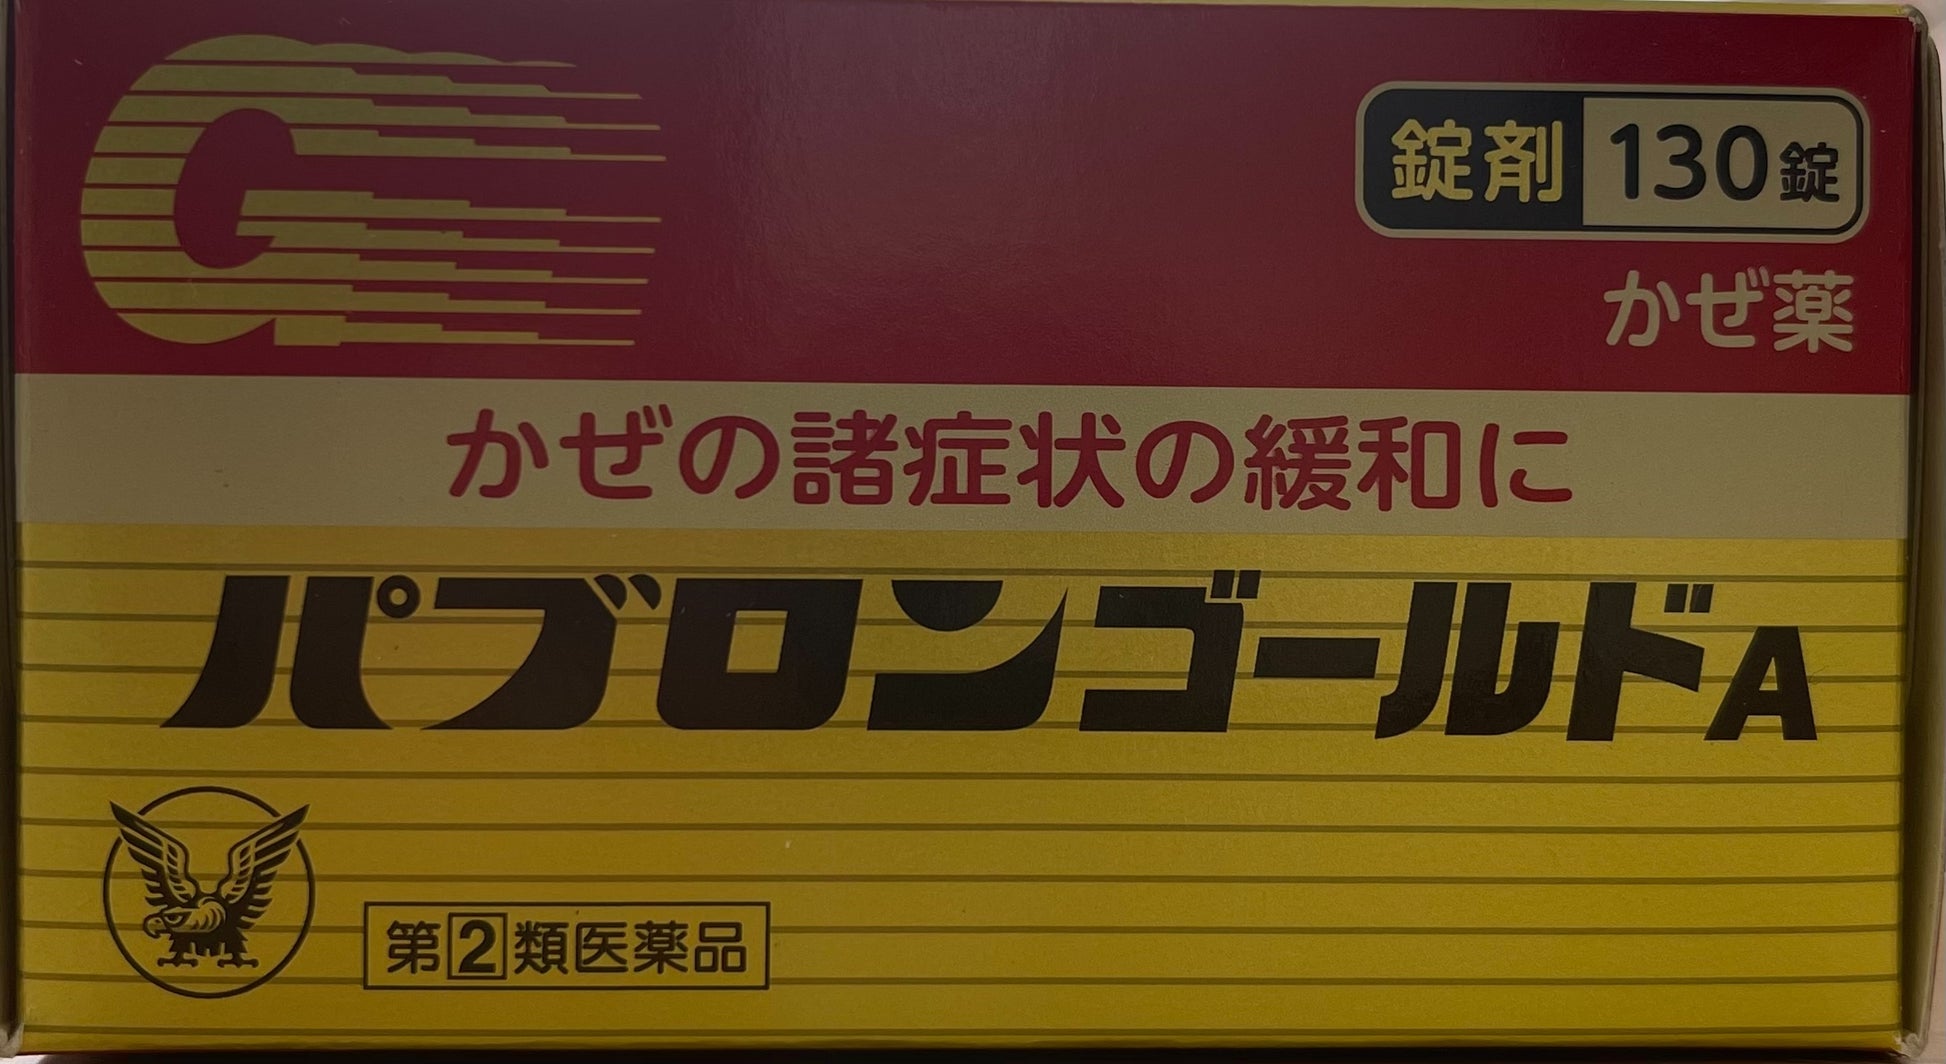 G
錠剤 130錠
かぜ薬
かぜの諸症状の緩和に
パブロンゴールドA
第2類医薬品